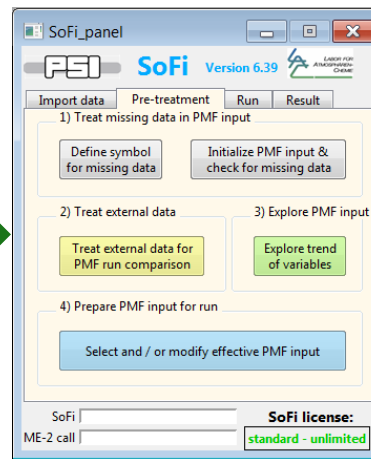 SoFi_panel
PSI SoFi Version 6.39 LABOR FÜR ATMOSPHÄREN-CHEMIE
Import data Pre-treatment Run Result
1) Treat missing data in PMF input
Define symbol Initialize PMF input &
for missing data check for missing data
2) Treat external data 3) Explore PMF input
Treat external data for Explore trend
PMF run comparison of variables
4) Prepare PMF input for run
Select and / or modify effective PMF input
SoFi SoFi license:
ME-2 call standard - unlimited